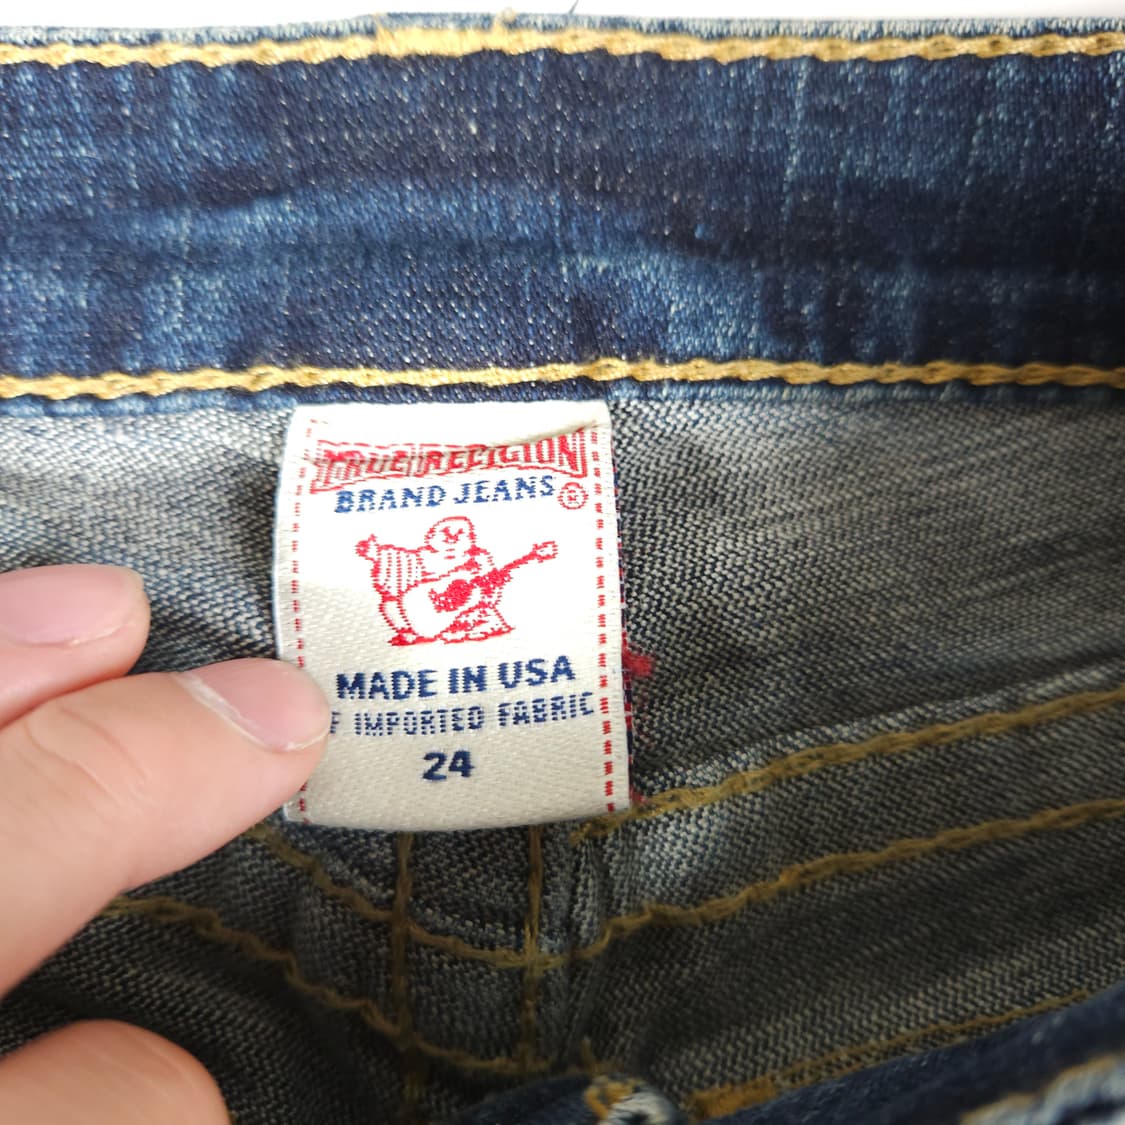 TRUE RELIGION
BRAND JEANS ®
MADE IN USA
F IMPORTED FABRIC
24